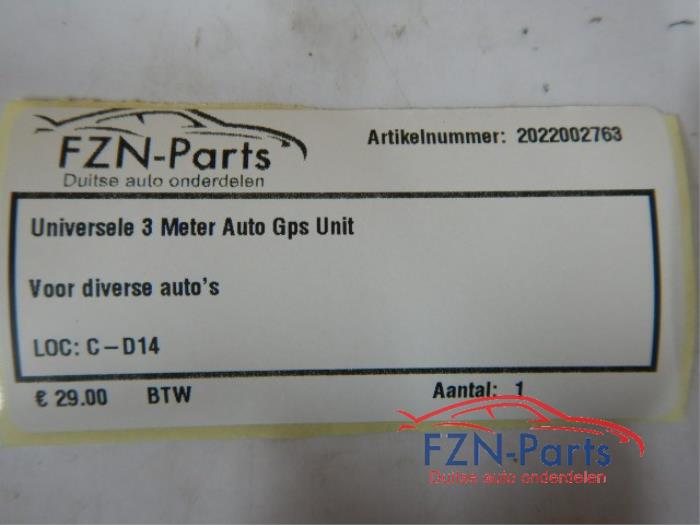 FZN-Parts
Duitse auto onderdelen
Artikelnummer: 2022002763
Universele 3 Meter Auto Gps Unit
Voor diverse auto's
LOC: C-D14
€ 29.00 BTW Aantal: 1
FZN-Parts
Duitse auto onderdelen